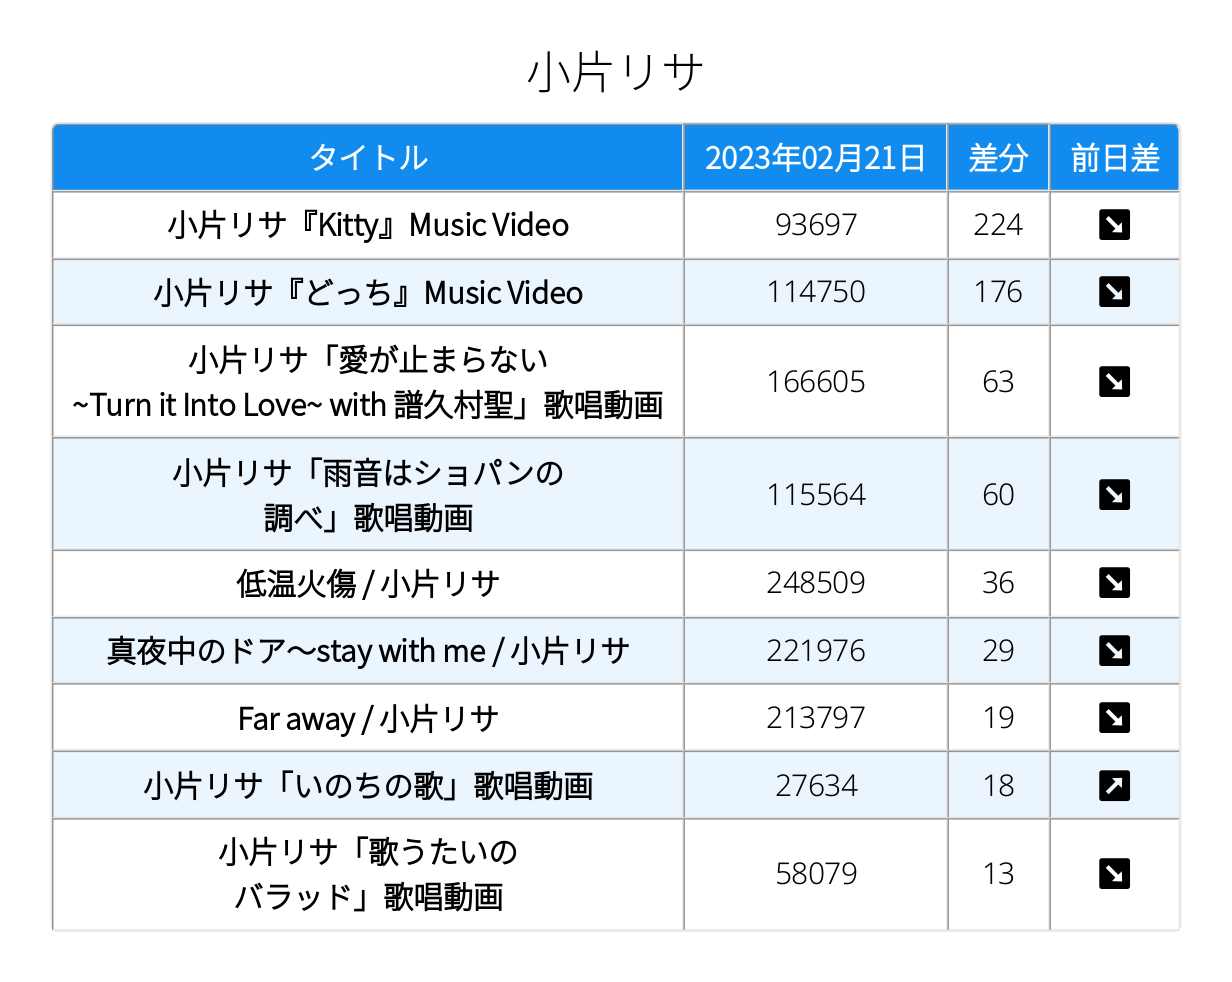 小片リサ
タイトル 2023年02月21日 差分 前日差
小片リサ『Kitty』Music Video 93697 224 ↘
小片リサ『どっち』Music Video 114750 176 ↘
小片リサ「愛が止まらない
~Turn it Into Love~ with 譜久村聖」歌唱動画 166605 63 ↘
小片リサ「雨音はショパンの
調べ」歌唱動画 115564 60 ↘
低温火傷 / 小片リサ 248509 36 ↘
真夜中のドア〜stay with me / 小片リサ 221976 29 ↘
Far away / 小片リサ 213797 19 ↘
小片リサ「いのちの歌」歌唱動画 27634 18 ↗
小片リサ「歌うたいの
バラッド」歌唱動画 58079 13 ↘